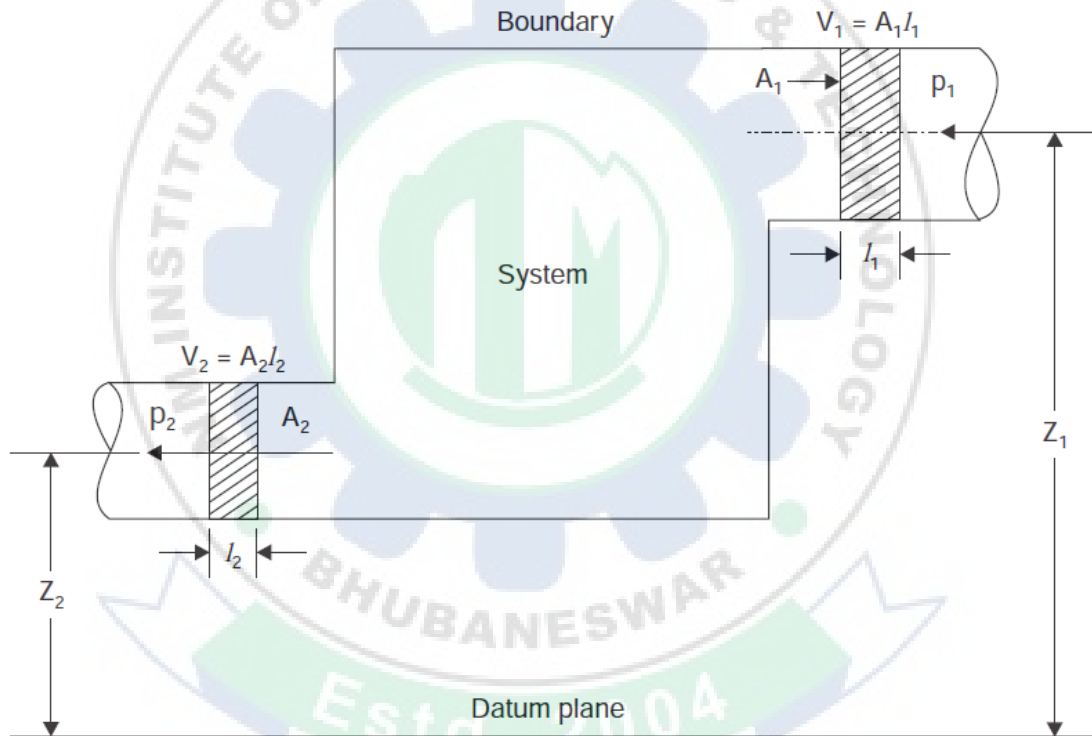 Boundary
V₁ = A₁l₁
A₁
p₁
l₁
System
V₂ = A₂l₂
p₂
A₂
l₂
Z₁
Z₂
Datum plane
INSTITUTE O
& TECHNOLOGY
BHUBANESWAR
Estd. 2004